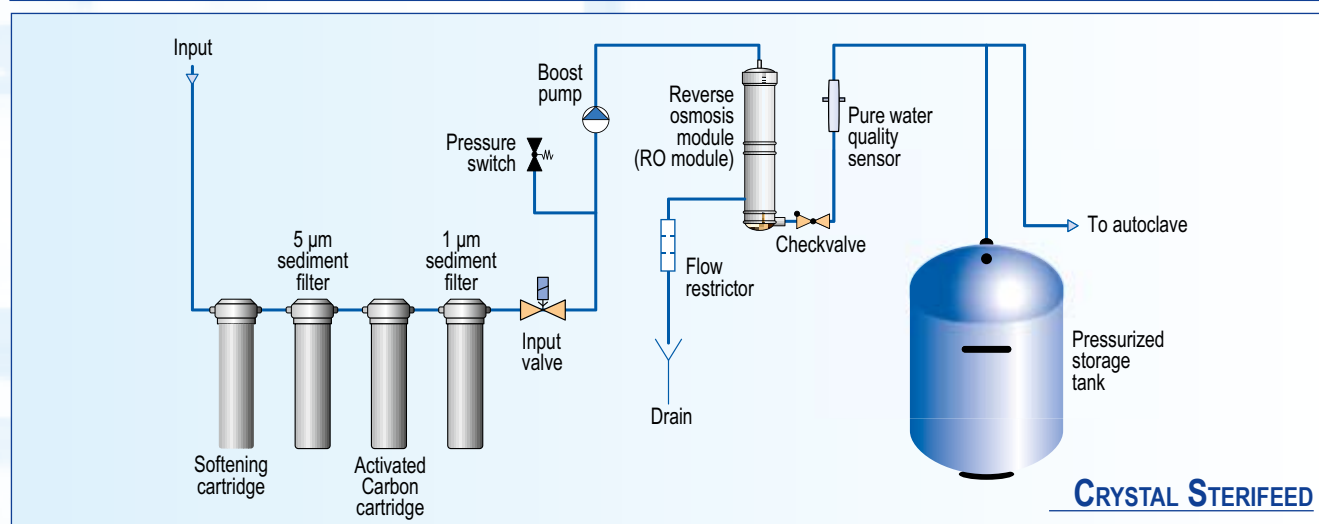 Input
Boost
pump
Pressure
switch
Reverse
osmosis
module
(RO module)
Pure water
quality
sensor
To autoclave
Checkvalve
5 µm
sediment
filter
1 µm
sediment
filter
Flow
restrictor
Input
valve
Pressurized
storage
tank
Drain
Softening
cartridge
Activated
Carbon
cartridge
CRYSTAL STERIFEED